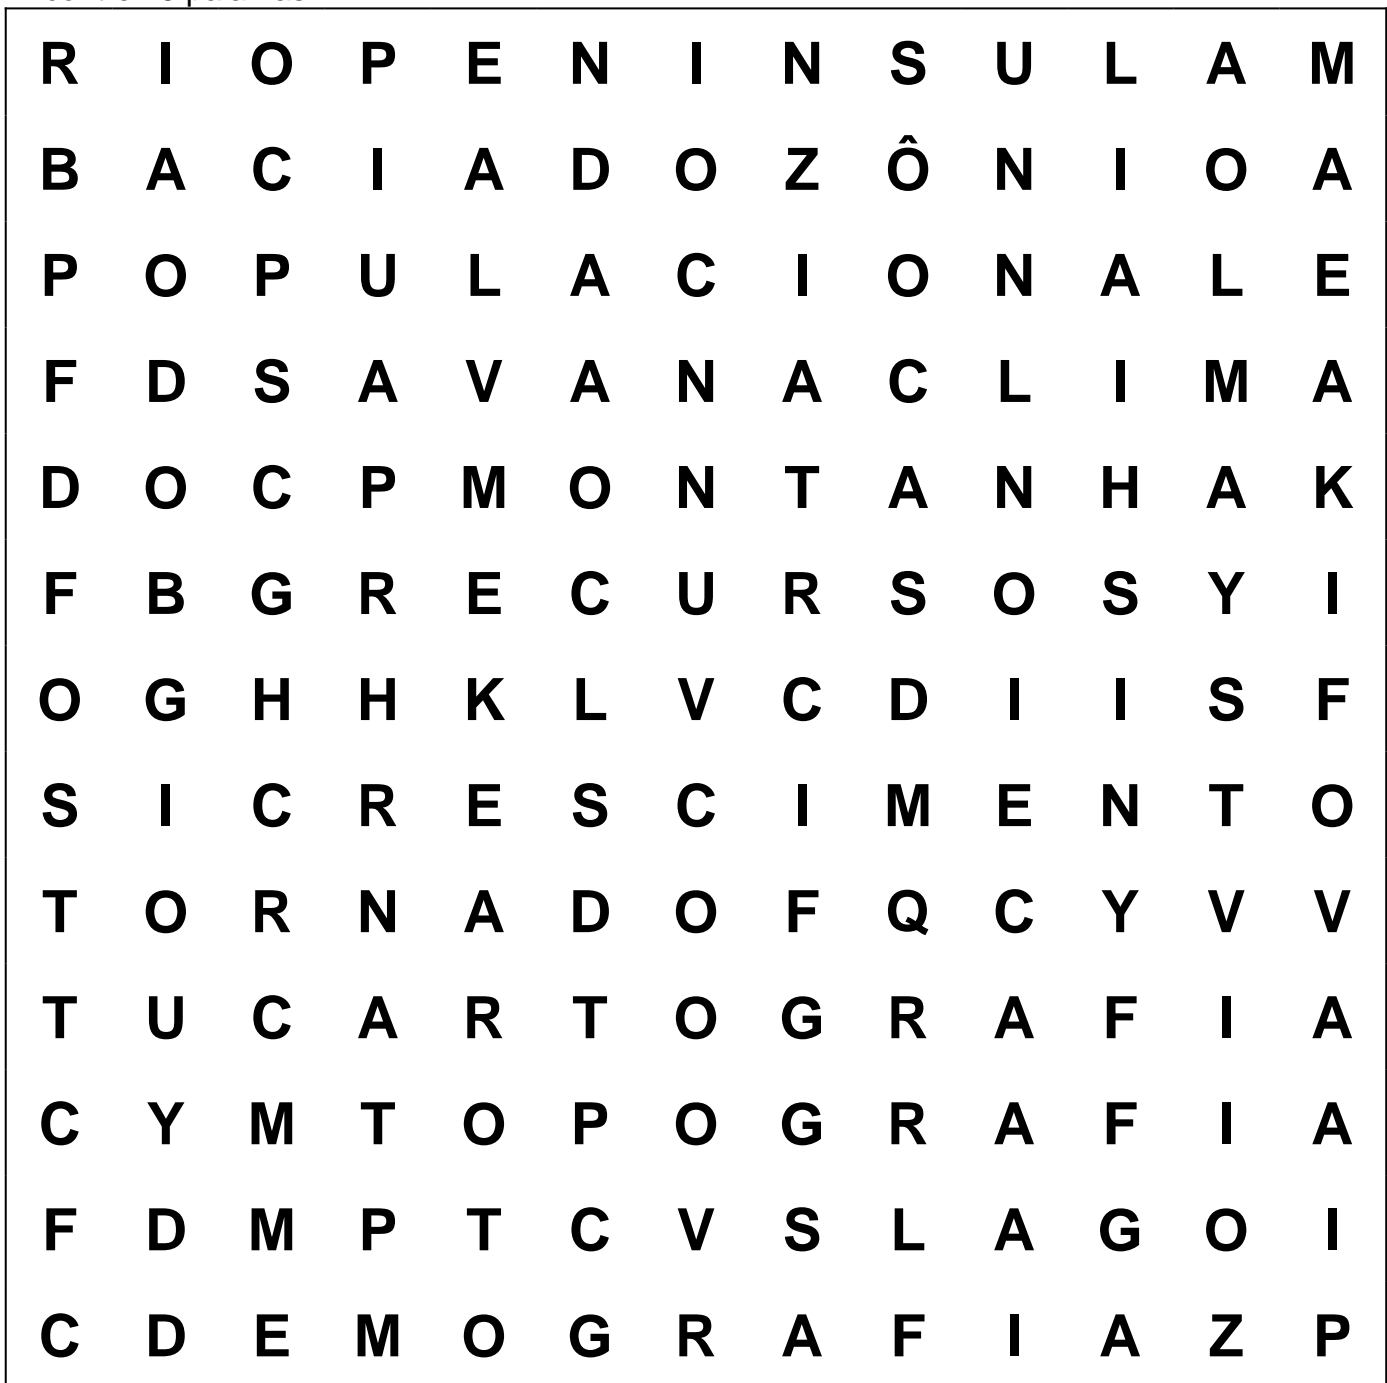 R I O P E N I N S U L A M
B A C I A D O Z Ô N I O A
P O P U L A C I O N A L E
F D S A V A N A C L I M A
D O C P M O N T A N H A K
F B G R E C U R S O S Y I
O G H H K L V C D I I S F
S I C R E S C I M E N T O
T O R N A D O F Q C Y V V
T U C A R T O G R A F I A
C Y M T O P O G R A F I A
F D M P T C V S L A G O I
C D E M O G R A F I A Z P